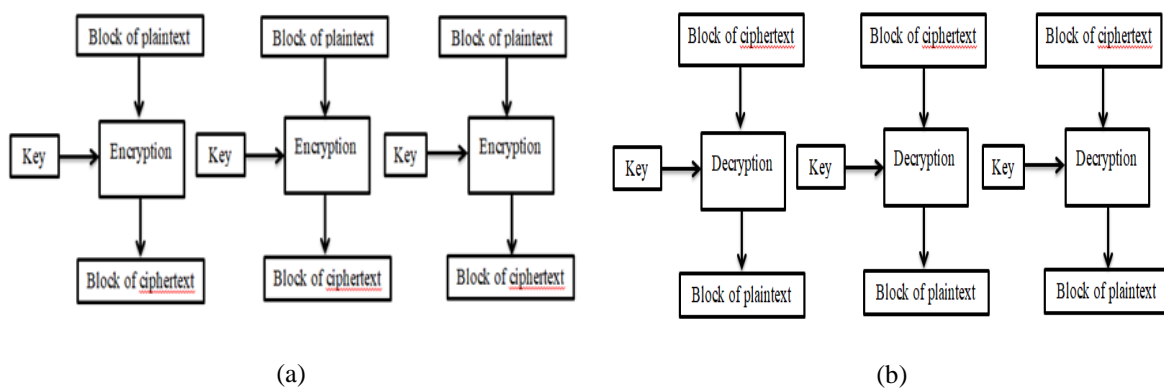 Block of plaintext Block of plaintext Block of plaintext
Key Encryption Key Encryption Key Encryption
Block of ciphertext Block of ciphertext Block of ciphertext
(a)
Block of ciphertext Block of ciphertext Block of ciphertext
Key Decryption Key Decryption Key Decryption
Block of plaintext Block of plaintext Block of plaintext
(b)